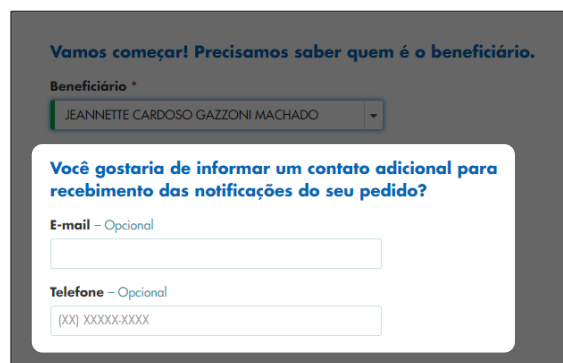 Vamos começar! Precisamos saber quem é o beneficiário.
Beneficiário *
JEANNETTE CARDOSO GAZZONI MACHADO
Você gostaria de informar um contato adicional para
recebimento das notificações do seu pedido?
E-mail – Opcional
Telefone – Opcional
(XX) XXXXX-XXXX